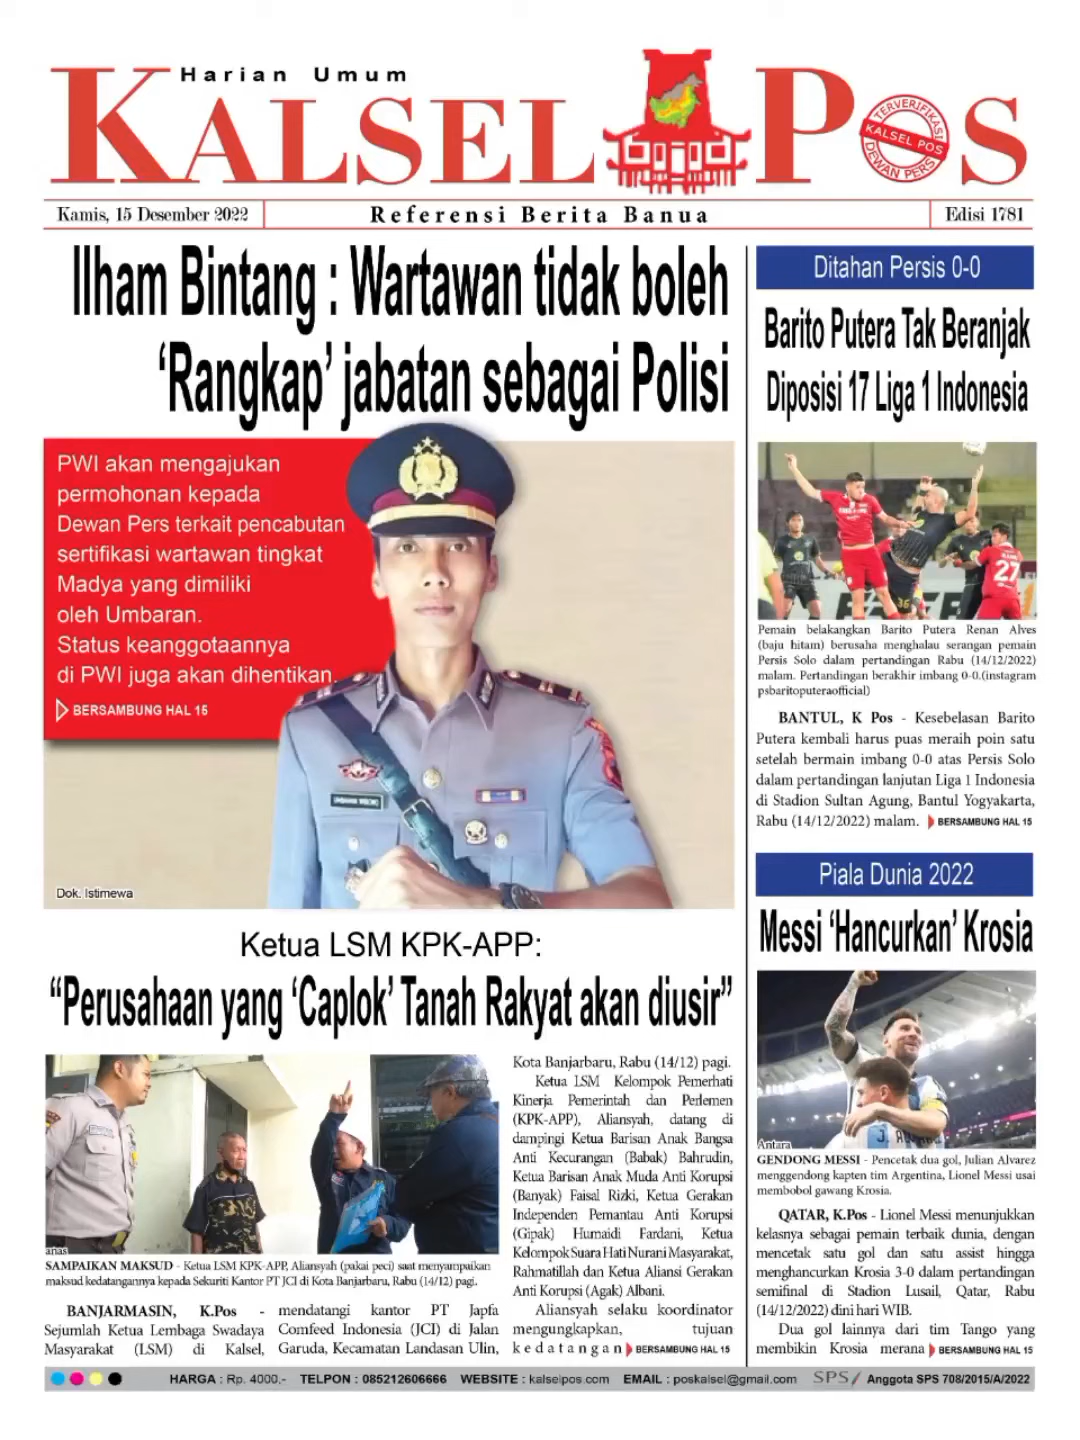 Harian Umum
KALSEL POS
TERVERIFIKASI
KALSEL POS
DEWAN PERS
Kamis, 15 Desember 2022
Referensi Berita Banua
Edisi 1781
Ilham Bintang : Wartawan tidak boleh
‘Rangkap’ jabatan sebagai Polisi
PWI akan mengajukan
permohonan kepada
Dewan Pers terkait pencabutan
sertifikasi wartawan tingkat
Madya yang dimiliki
oleh Umbaran.
Status keanggotaannya
di PWI juga akan dihentikan.
BERSAMBUNG HAL 15
Dok. Istimewa
Ketua LSM KPK-APP:
“Perusahaan yang ‘Caplok’ Tanah Rakyat akan diusir”
anas
SAMPAIKAN MAKSUD - Ketua LSM KPK-APP, Aliansyah (pakai peci) saat menyampaikan
maksud kedatangannya kepada Sekuriti Kantor PT JCI di Kota Banjarbaru, Rabu (14/12) pagi.
BANJARMASIN, K.Pos -
Sejumlah Ketua Lembaga Swadaya
Masyarakat (LSM) di Kalsel,
mendatangi kantor PT Japfa
Comfeed Indonesia (JCI) di Jalan
Garuda, Kecamatan Landasan Ulin,
Kota Banjarbaru, Rabu (14/12) pagi.
Ketua LSM Kelompok Pemerhati
Kinerja Pemerintah dan Perlemen
(KPK-APP), Aliansyah, datang di
dampingi Ketua Barisan Anak Bangsa
Anti Kecurangan (Babak) Bahrudin,
Ketua Barisan Anak Muda Anti Korupsi
(Banyak) Faisal Rizki, Ketua Gerakan
Independen Pemantau Anti Korupsi
(Gipak) Humaidi Fardani, Ketua
Kelompok Suara Hati Nurani Masyarakat,
Rahmatillah dan Ketua Aliansi Gerakan
Anti Korupsi (Agak) Albani.
Aliansyah selaku koordinator
mengungkapkan, tujuan
kedatangan BERSAMBUNG HAL 15
Ditahan Persis 0-0
Barito Putera Tak Beranjak
Diposisi 17 Liga 1 Indonesia
27
36
Pemain belakangkan Barito Putera Renan Alves
(baju hitam) berusaha menghalau serangan pemain
Persis Solo dalam pertandingan Rabu (14/12/2022)
malam. Pertandingan berakhir imbang 0-0.(instagram
psbaritoputeraofficial)
BANTUL, K Pos - Kesebelasan Barito
Putera kembali harus puas meraih poin satu
setelah bermain imbang 0-0 atas Persis Solo
dalam pertandingan lanjutan Liga 1 Indonesia
di Stadion Sultan Agung, Bantul Yogyakarta,
Rabu (14/12/2022) malam. BERSAMBUNG HAL 15
Piala Dunia 2022
Messi ‘Hancurkan’ Krosia
Antara
GENDONG MESSI - Pencetak dua gol, Julian Alvarez
menggendong kapten tim Argentina, Lionel Messi usai
membobol gawang Krosia.
QATAR, K.Pos - Lionel Messi menunjukkan
kelasnya sebagai pemain terbaik dunia, dengan
mencetak satu gol dan satu assist hingga
menghancurkan Krosia 3-0 dalam pertandingan
semifinal di Stadion Lusail, Qatar, Rabu
(14/12/2022) dini hari WIB.
Dua gol lainnya dari tim Tango yang
membikin Krosia merana BERSAMBUNG HAL 15
HARGA : Rp. 4000.- TELPON : 085212606666 WEBSITE : kalselpos.com EMAIL : poskalsel@gmail.com SPS Anggota SPS 708/2015/A/2022